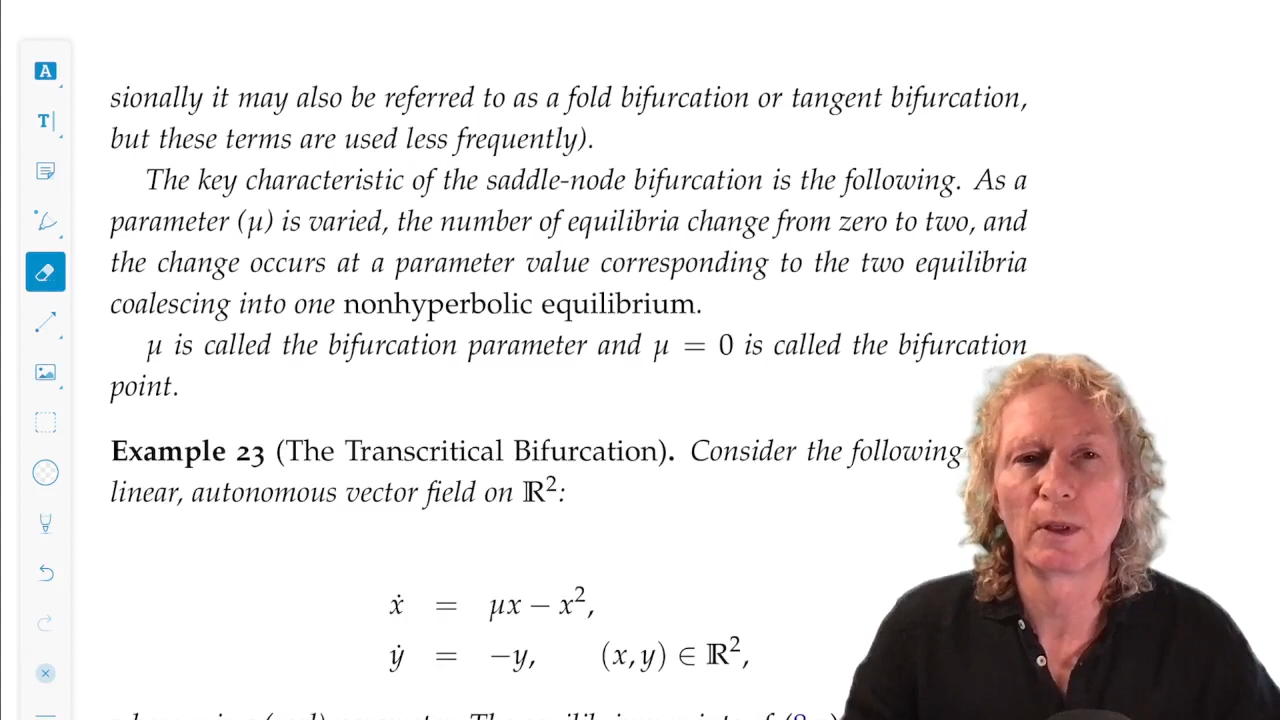 A
T
sionally it may also be referred to as a fold bifurcation or tangent bifurcation,
but these terms are used less frequently).
The key characteristic of the saddle-node bifurcation is the following. As a
parameter (μ) is varied, the number of equilibria change from zero to two, and
the change occurs at a parameter value corresponding to the two equilibria
coalescing into one nonhyperbolic equilibrium.
μ is called the bifurcation parameter and μ = 0 is called the bifurcation
point.
Example 23 (The Transcritical Bifurcation). Consider the following
linear, autonomous vector field on ℝ²:
ẋ = μx − x²,
ẏ = −y, (x, y) ∈ ℝ²,